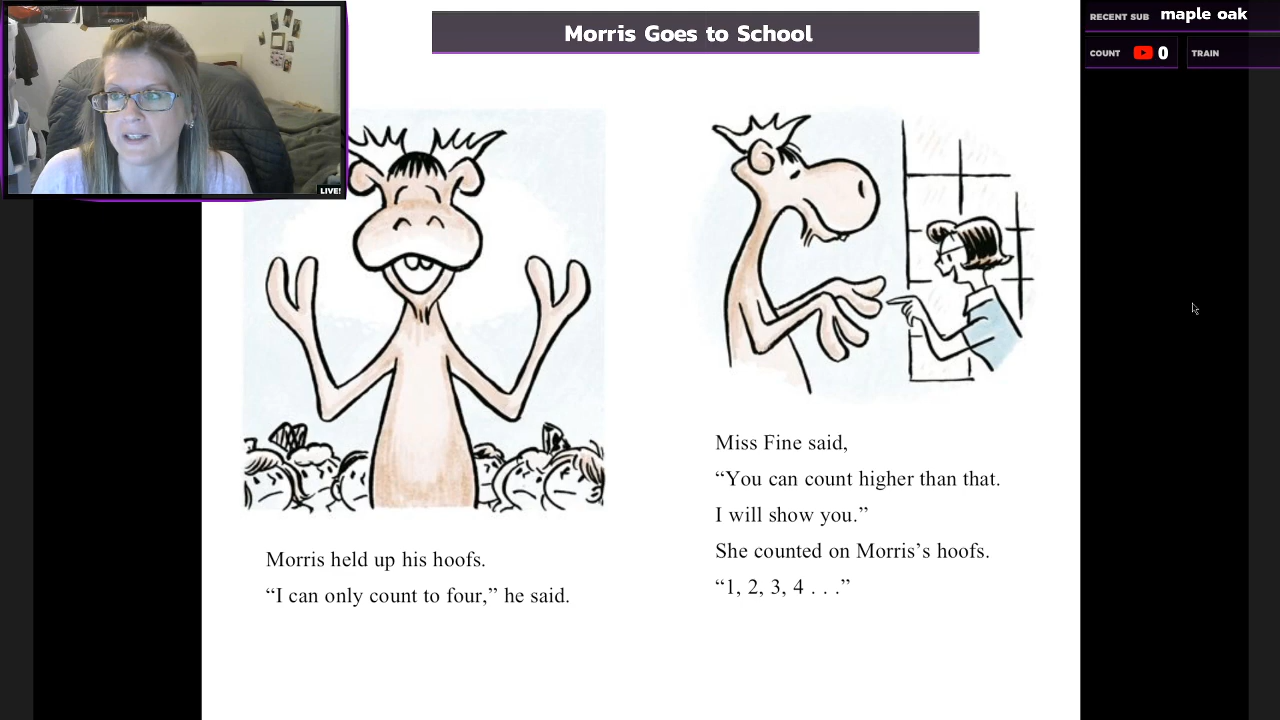 Morris Goes to School
RECENT SUB maple oak
COUNT 0 TRAIN
LIVE!
Morris held up his hoofs.
“I can only count to four,” he said.
Miss Fine said,
“You can count higher than that.
I will show you.”
She counted on Morris’s hoofs.
“1, 2, 3, 4 . . .”